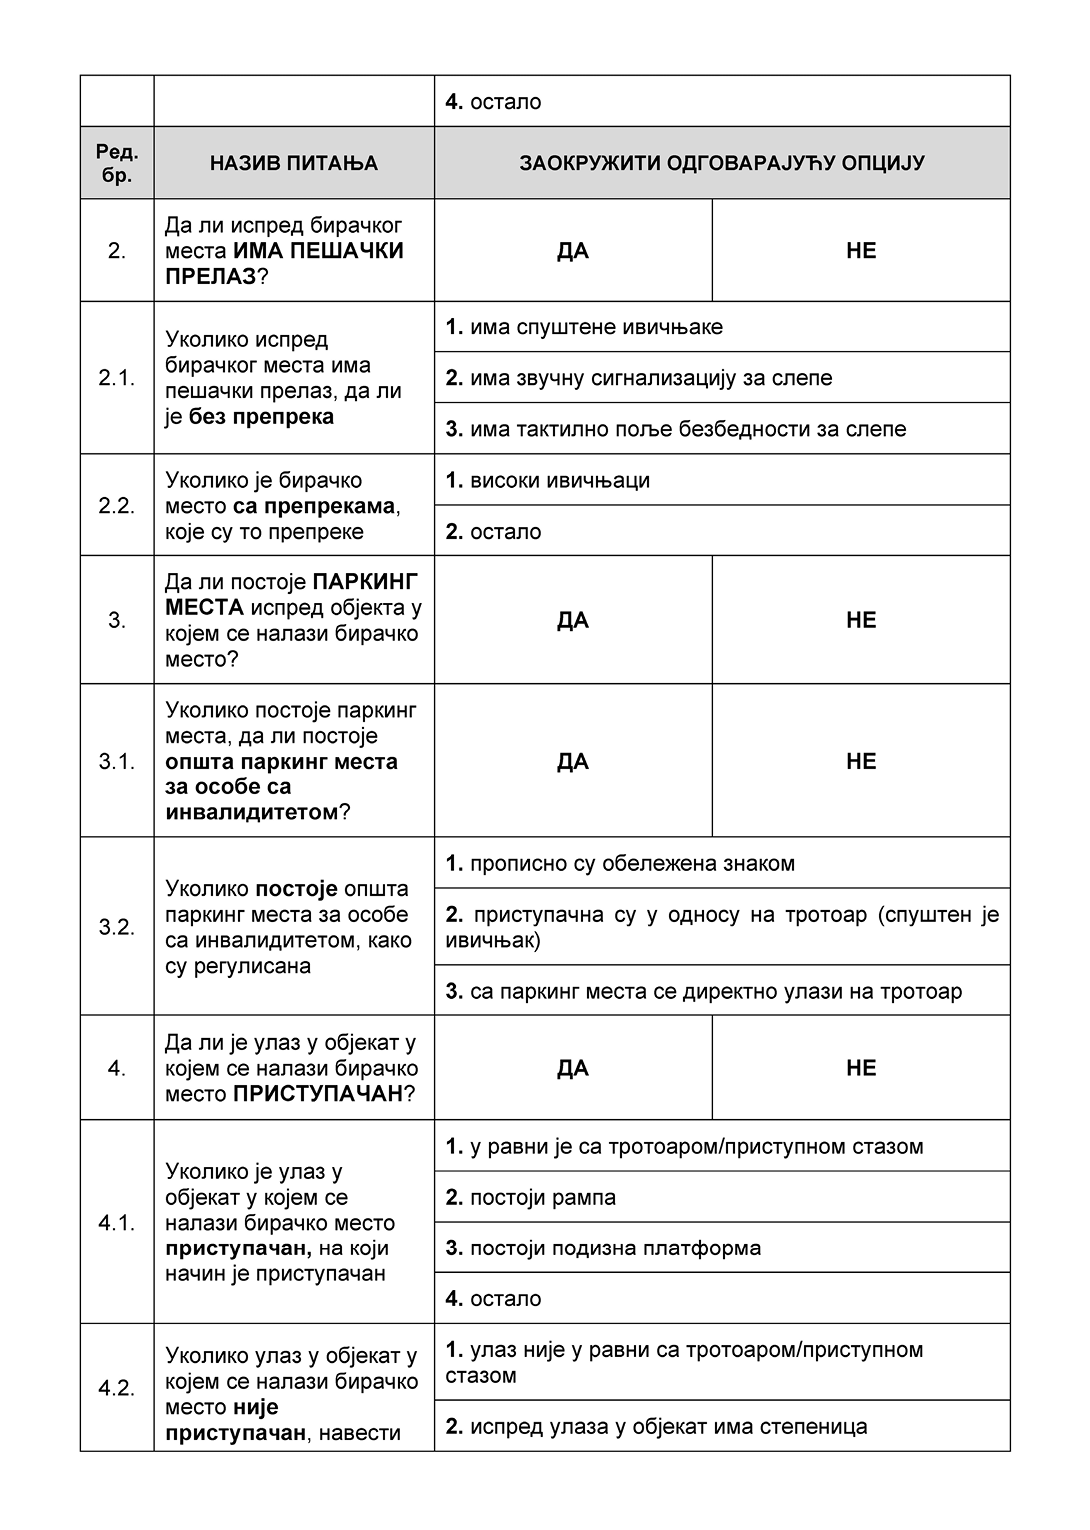 4. остало
Ред.
бр.
НАЗИВ ПИТАЊА
ЗАОКРУЖИТИ ОДГОВАРАЈУЋУ ОПЦИЈУ
2.
Да ли испред бирачког
места ИМА ПЕШАЧКИ
ПРЕЛАЗ?
ДА
НЕ
2.1.
Уколико испред
бирачког места има
пешачки прелаз, да ли
је без препрека
1. има спуштене ивичњаке
2. има звучну сигнализацију за слепе
3. има тактилно поље безбедности за слепе
2.2.
Уколико је бирачко
место са препрекама,
које су то препреке
1. високи ивичњаци
2. остало
3.
Да ли постоје ПАРКИНГ
МЕСТА испред објекта у
којем се налази бирачко
место?
ДА
НЕ
3.1.
Уколико постоје паркинг
места, да ли постоје
општа паркинг места
за особе са
инвалидитетом?
ДА
НЕ
3.2.
Уколико постоје општа
паркинг места за особе
са инвалидитетом, како
су регулисана
1. прописно су обележена знаком
2. приступачна су у односу на тротоар (спуштен је
ивичњак)
3. са паркинг места се директно улази на тротоар
4.
Да ли је улаз у објекат у
којем се налази бирачко
место ПРИСТУПАЧАН?
ДА
НЕ
4.1.
Уколико је улаз у
објекат у којем се
налази бирачко место
приступачан, на који
начин је приступачан
1. у равни је са тротоаром/приступном стазом
2. постоји рампа
3. постоји подизна платформа
4. остало
4.2.
Уколико улаз у објекат у
којем се налази бирачко
место није
приступачан, навести
1. улаз није у равни са тротоаром/приступном
стазом
2. испред улаза у објекат има степеница